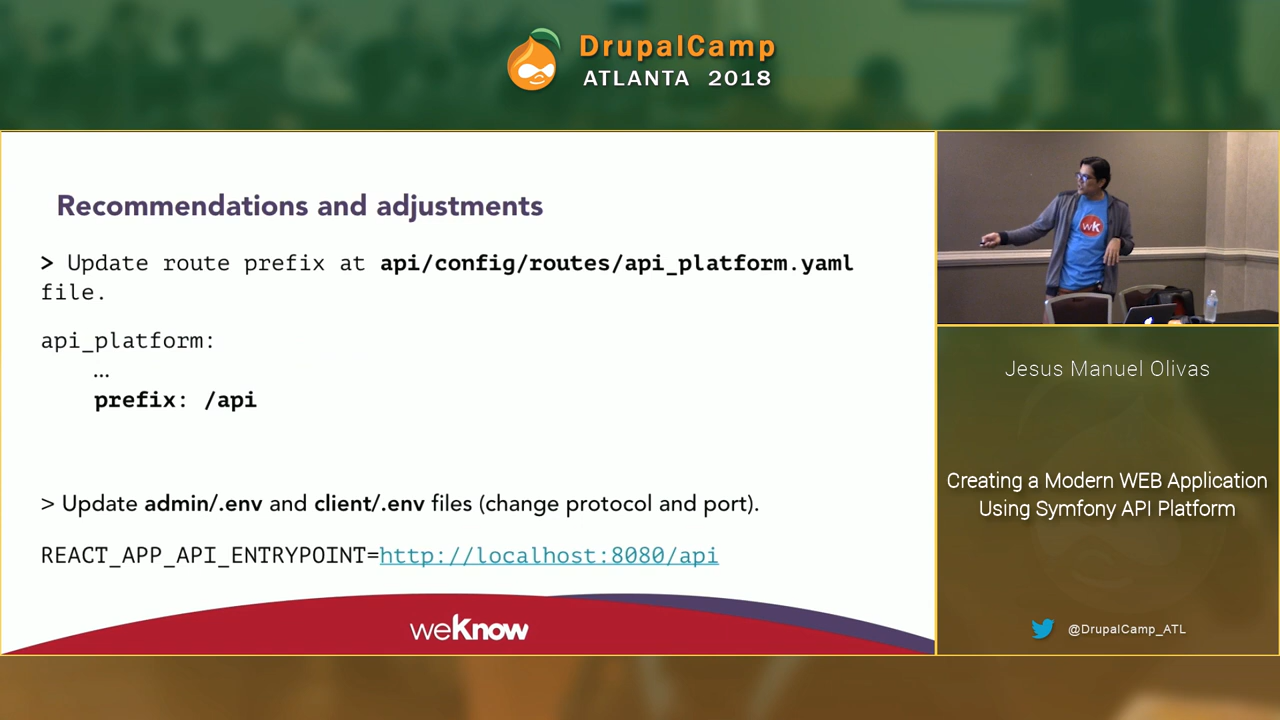 DrupalCamp
ATLANTA 2018
Recommendations and adjustments
> Update route prefix at api/config/routes/api_platform.yaml
file.
api_platform:
...
prefix: /api
> Update admin/.env and client/.env files (change protocol and port).
REACT_APP_API_ENTRYPOINT=http://localhost:8080/api
weKnow
wK
Jesus Manuel Olivas
Creating a Modern WEB Application
Using Symfony API Platform
@DrupalCamp_ATL